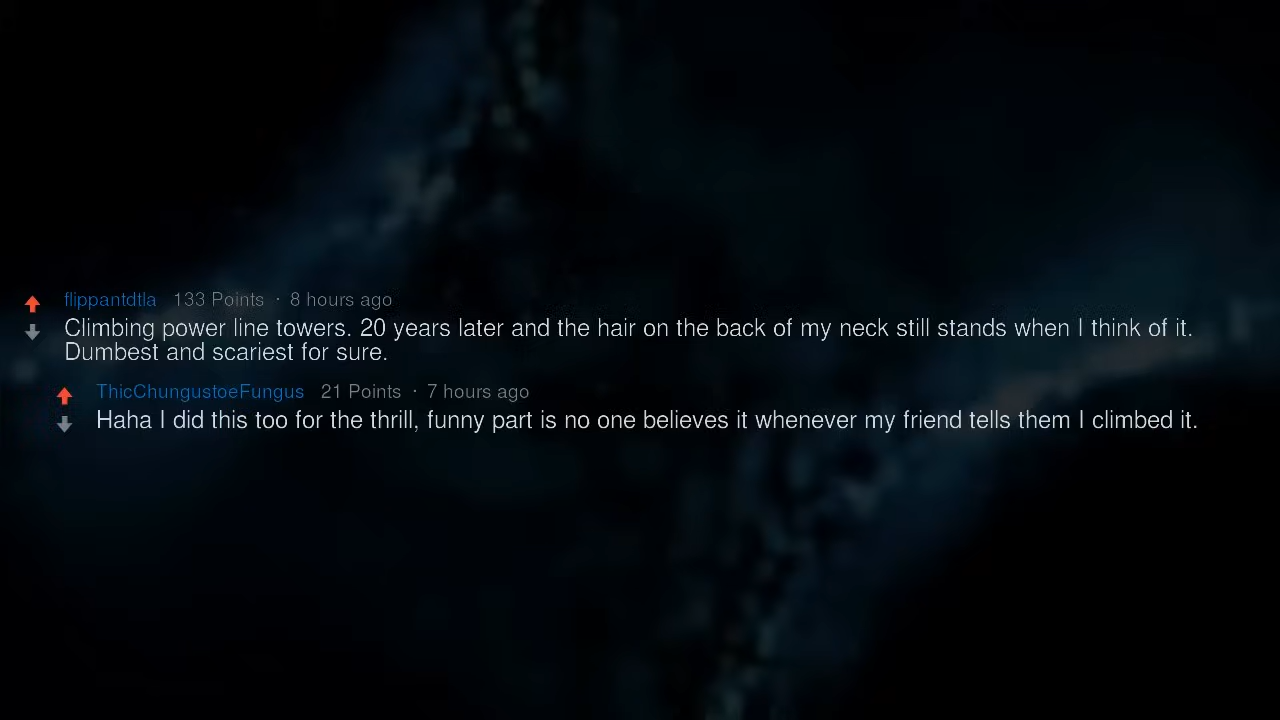 flippantdtla 133 Points · 8 hours ago
Climbing power line towers. 20 years later and the hair on the back of my neck still stands when I think of it.
Dumbest and scariest for sure.
ThicChungustoeFungus 21 Points · 7 hours ago
Haha I did this too for the thrill, funny part is no one believes it whenever my friend tells them I climbed it.